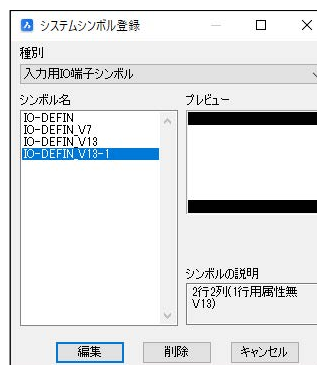 システムシンボル登録
種別
入力用IO端子シンボル
シンボル名
プレビュー
IO-DEFIN
IO-DEFIN_V7
IO-DEFIN_V13
IO-DEFIN_V13-1
シンボルの説明
2行2列(1行用属性無
V13)
編集
削除
キャンセル